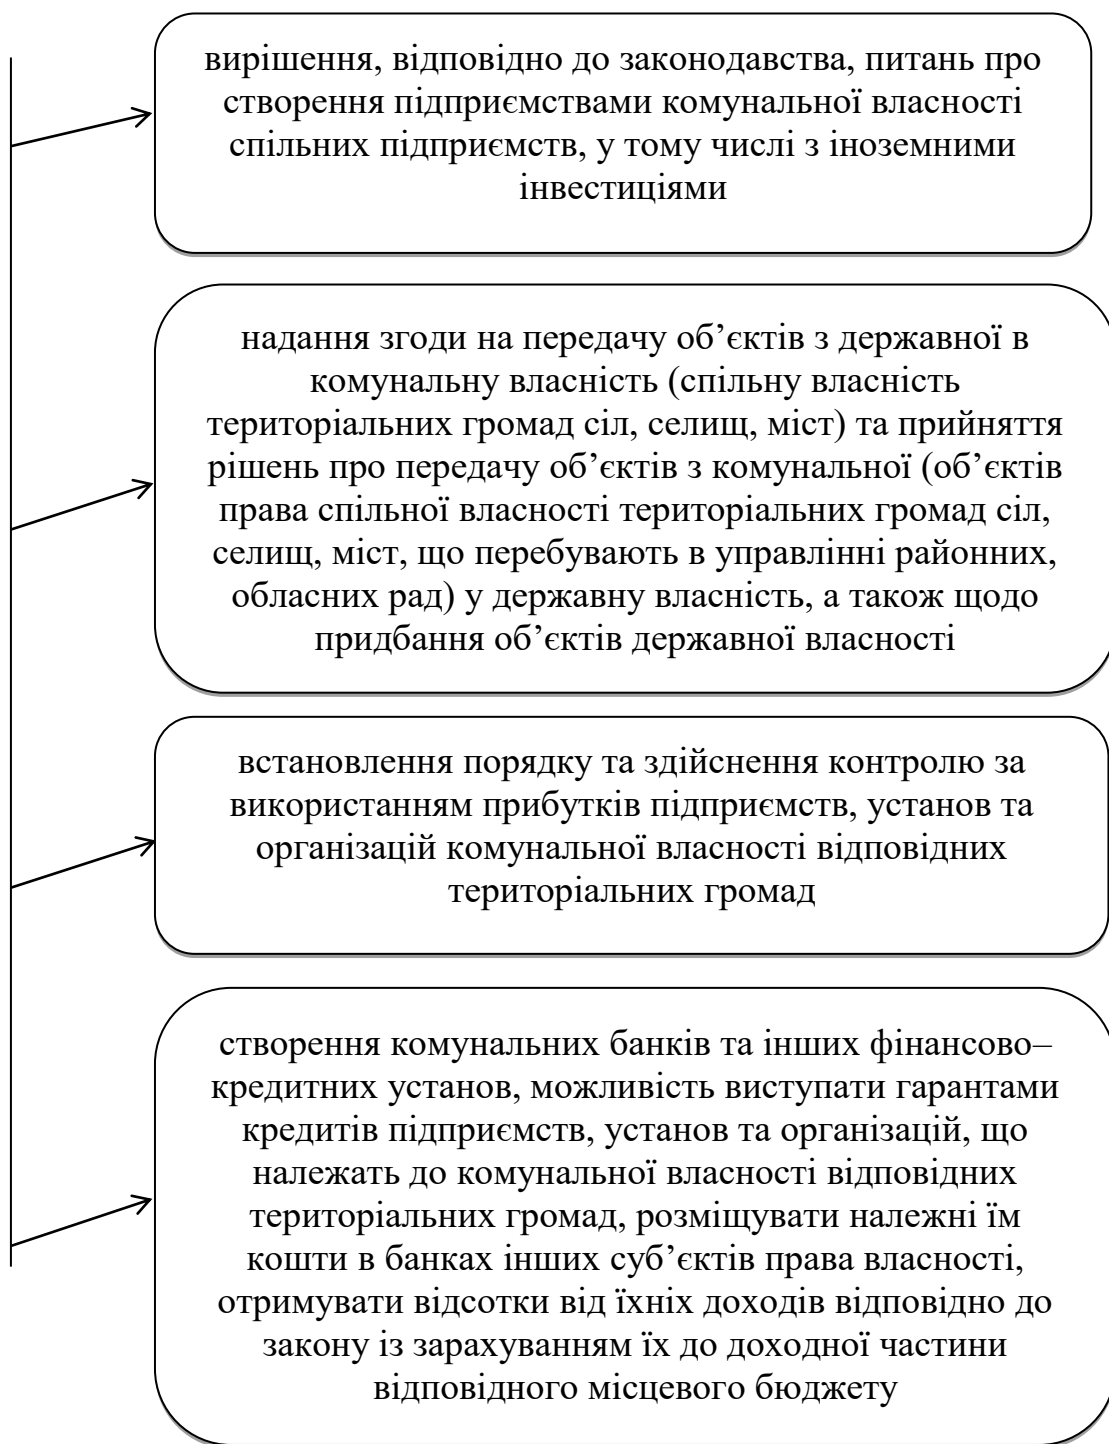 вирішення, відповідно до законодавства, питань про
створення підприємствами комунальної власності
спільних підприємств, у тому числі з іноземними
інвестиціями
надання згоди на передачу об’єктів з державної в
комунальну власність (спільну власність
територіальних громад сіл, селищ, міст) та прийняття
рішень про передачу об’єктів з комунальної (об’єктів
права спільної власності територіальних громад сіл,
селищ, міст, що перебувають в управлінні районних,
обласних рад) у державну власність, а також щодо
придбання об’єктів державної власності
встановлення порядку та здійснення контролю за
використанням прибутків підприємств, установ та
організацій комунальної власності відповідних
територіальних громад
створення комунальних банків та інших фінансово–
кредитних установ, можливість виступати гарантами
кредитів підприємств, установ та організацій, що
належать до комунальної власності відповідних
територіальних громад, розміщувати належні їм
кошти в банках інших суб’єктів права власності,
отримувати відсотки від їхніх доходів відповідно до
закону із зарахуванням їх до доходної частини
відповідного місцевого бюджету